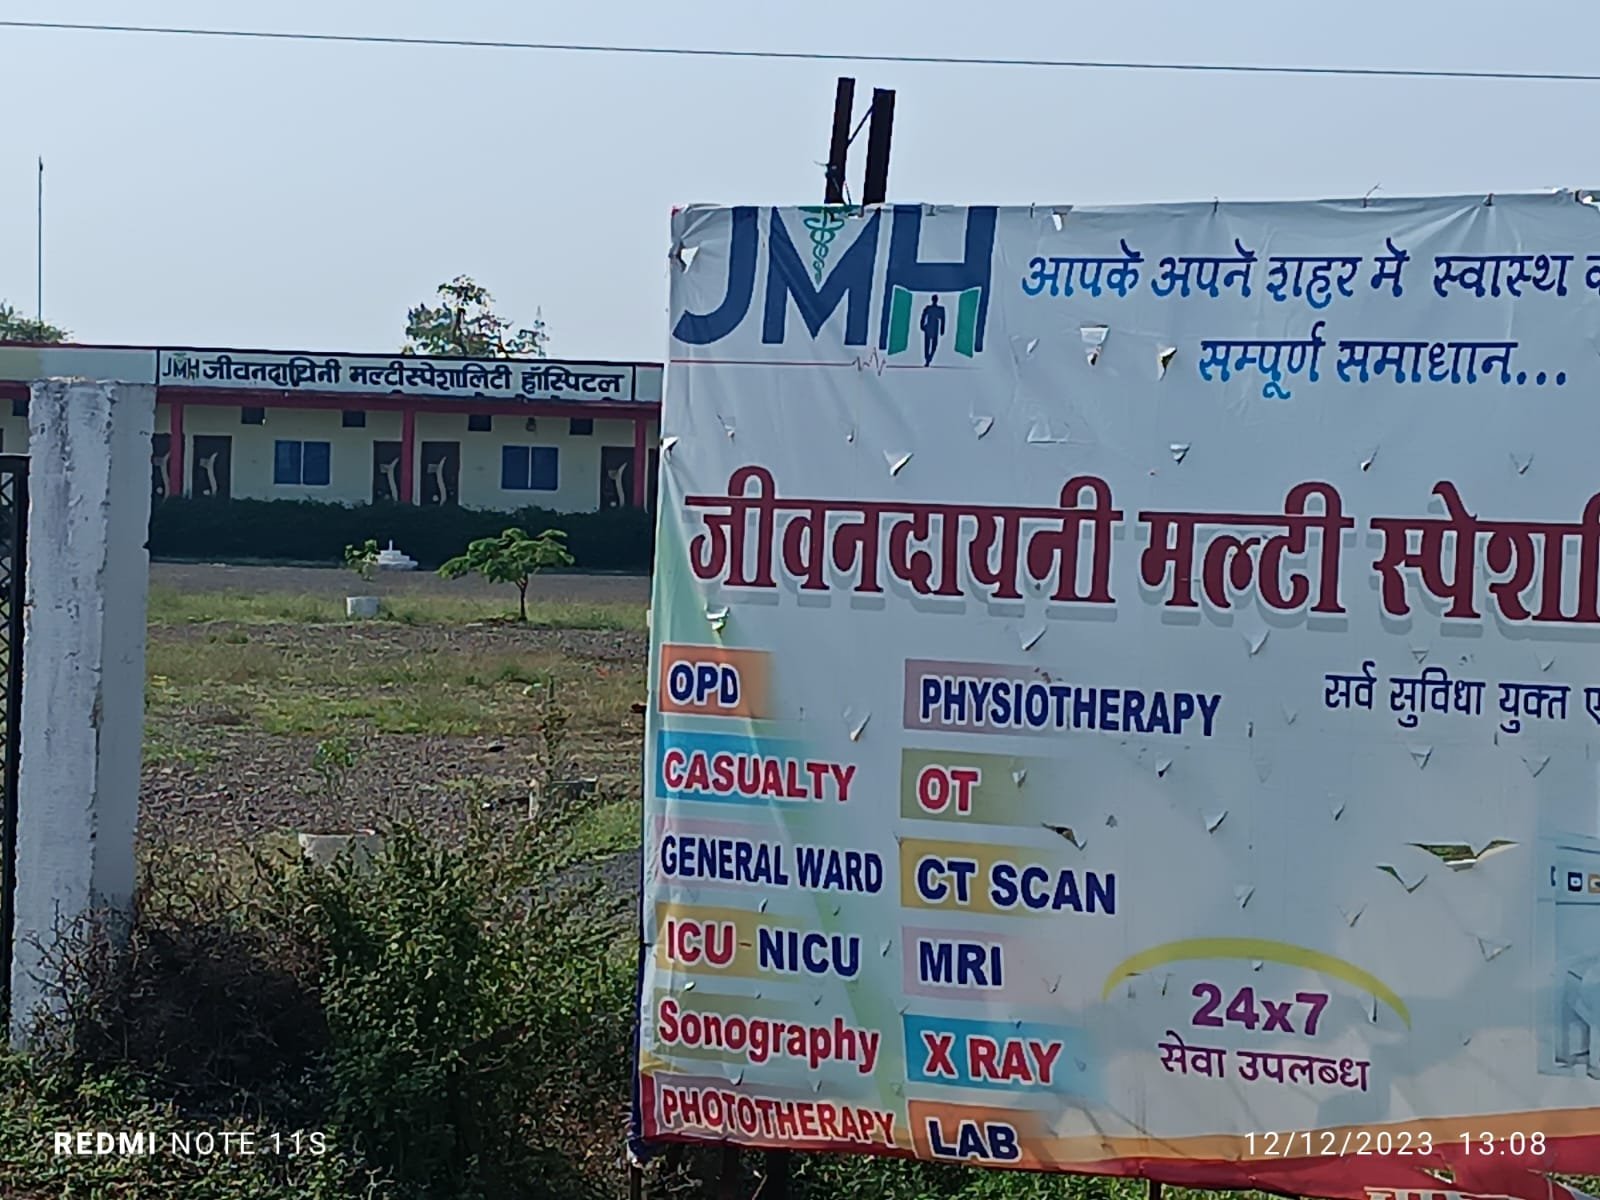 JMH
आपके अपने शहर में स्वास्थ
सम्पूर्ण समाधान...
JMH जीवनदायिनी मल्टीस्पेशालिटी हॉस्पिटल
जीवनदायनी मल्टी स्पेशा
सर्व सुविधा युक्त
OPD
PHYSIOTHERAPY
CASUALTY
OT
GENERAL WARD
CT SCAN
ICU-NICU
MRI
Sonography
X RAY
PHOTOTHERAPY
LAB
24x7
सेवा उपलब्ध
REDMI NOTE 11S
12/12/2023 13:08